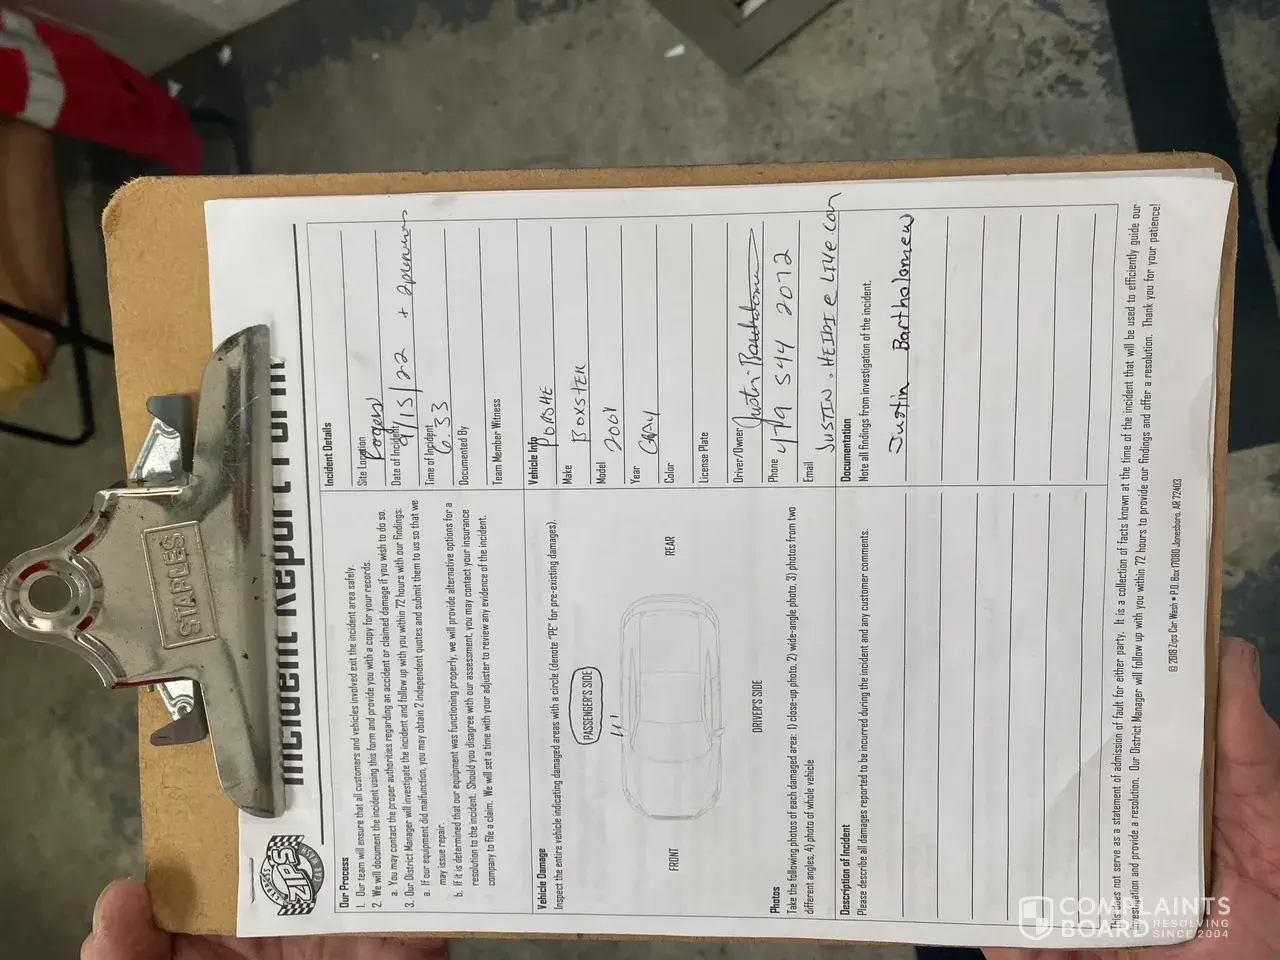 STAPLES
Incident Report Form
EXPRESS
ZIPS
CAR WASH
Our Process
1. Our team will ensure that all customers and vehicles involved exit the incident area safely.
2. We will document the incident using this form and provide you with a copy for your records.
a. You may contact the proper authorities regarding an accident or claimed damage if you wish to do so.
3. Our District Manager will investigate the incident and follow up with you within 72 hours with our findings:
a. If our equipment did malfunction, you may obtain 2 independent quotes and submit them to us so that we
may issue repair.
b. If it is determined that our equipment was functioning properly, we will provide alternative options for a
resolution to the incident. Should you disagree with our assessment, you may contact your insurance
company to file a claim. We will set a time with your adjuster to review any evidence of the incident.
Incident Details
Site Location
Rogers
Date of Incident
9/15/22
Time of Incident
6:33
Documented By
Team Member Witness
Vehicle Damage
Inspect the entire vehicle indicating damaged areas with a circle (denote "PE" for pre-existing damages).
PASSENGER'S SIDE
FRONT
REAR
DRIVER'S SIDE
Vehicle Info
PORSHE
Make
BOXSTER
Model
2001
Year
GRAY
Color
License Plate
Driver/Owner
Phone 479 544 2072
Email JUSTIN.HEIDI@LIVE.COM
Photos
Take the following photos of each damaged area: 1) close-up photo, 2) wide-angle photo, 3) photos from two
different angles, 4) photo of whole vehicle
Description of Incident
Please describe all damages reported to be incurred during the incident and any customer comments.
Documentation
Note all findings from investigation of the incident.
Justin Bartholomew
This does not serve as a statement of admission of fault for either party. It is a collection of facts known at the time of the incident that will be used to efficiently guide our
investigation and provide a resolution. Our District Manager will follow up with you within 72 hours to provide our findings and offer a resolution. Thank you for your patience!
© 2018 Zips Car Wash • P.O. Box 17080 Jonesboro, AR 72403
COMPLAINTS
BOARD
RESOLVING
SINCE 2004